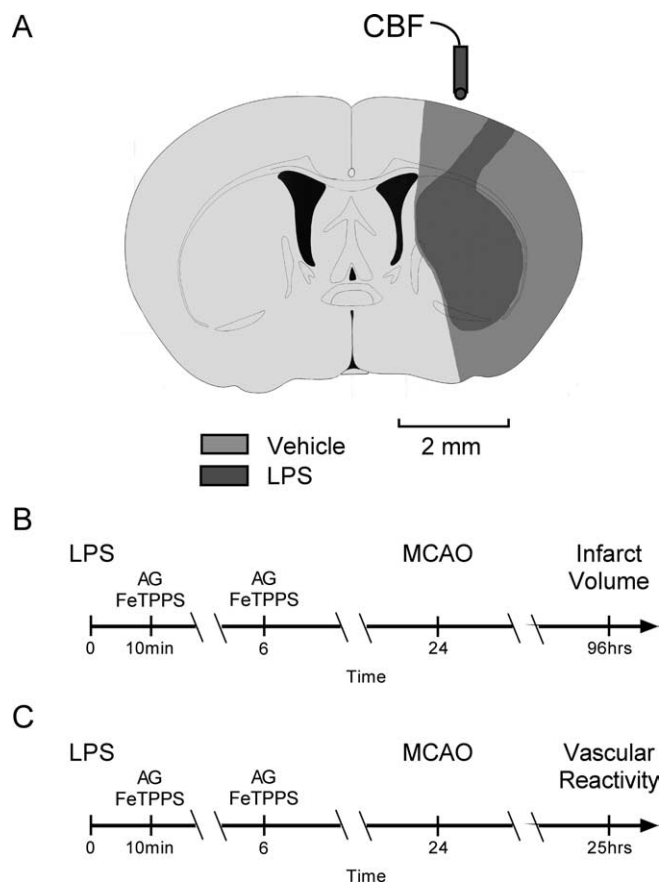 A
CBF
Vehicle
2 mm
LPS
B
LPS MCAO Infarct
Volume
AG AG
FeTPPS FeTPPS
0 10min 6 24 96hrs
Time
C
LPS MCAO Vascular
Reactivity
AG AG
FeTPPS FeTPPS
0 10min 6 24 25hrs
Time